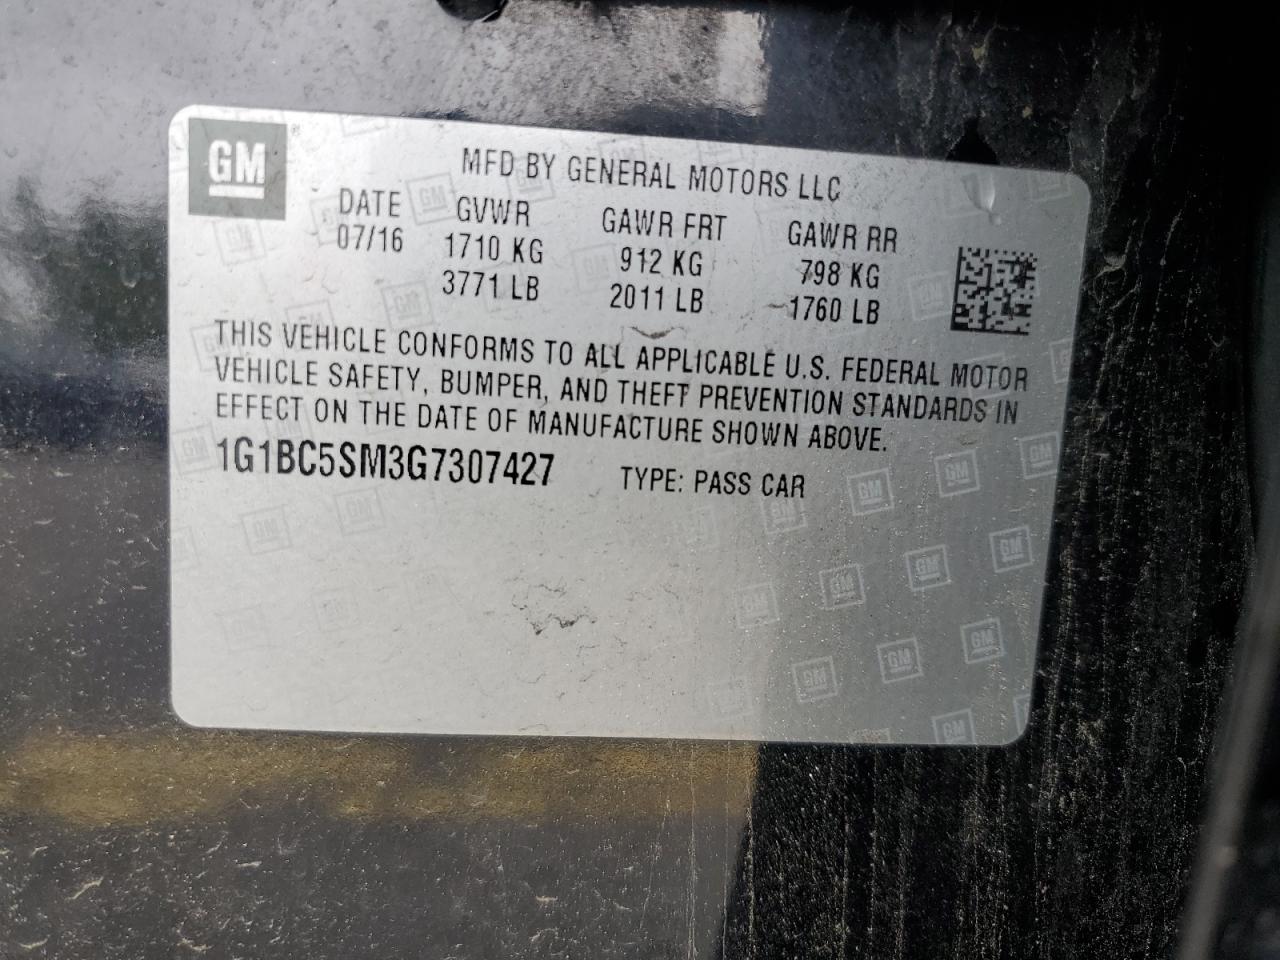 GM
MFD BY GENERAL MOTORS LLC
DATE GVWR GAWR FRT GAWR RR
07/16 1710 KG 912 KG 798 KG
3771 LB 2011 LB 1760 LB
THIS VEHICLE CONFORMS TO ALL APPLICABLE U.S. FEDERAL MOTOR
VEHICLE SAFETY, BUMPER, AND THEFT PREVENTION STANDARDS IN
EFFECT ON THE DATE OF MANUFACTURE SHOWN ABOVE.
1G1BC5SM3G7307427 TYPE: PASS CAR